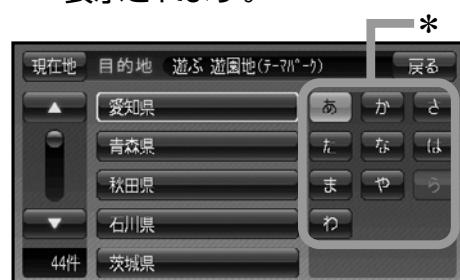 表示されます。
*
現在地 目的地 遊ぶ 遊園地(ﾃｰﾏﾊﾟｰｸ) 戻る
愛知県 あ か さ
青森県 た な は
秋田県 ま や ら
石川県 わ
44件 茨城県